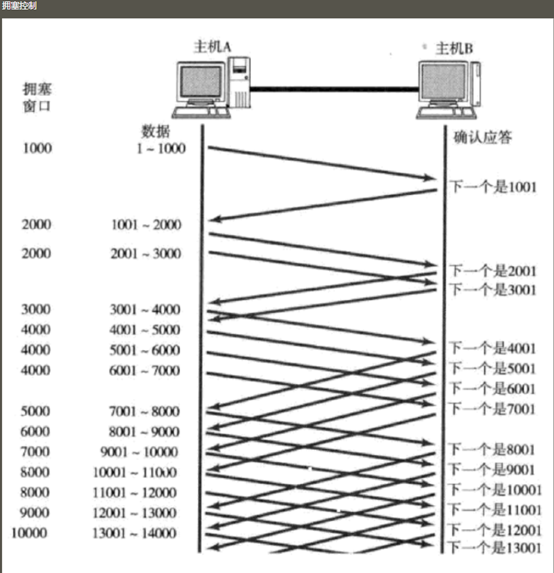 拥塞控制
主机A 主机B
拥塞
窗口
数据 确认应答
1000 1~1000
下一个是1001
2000 1001~2000
2000 2001~3000
下一个是2001
下一个是3001
3000 3001~4000
4000 4001~5000
下一个是4001
4000 5001~6000
下一个是5001
4000 6001~7000
下一个是6001
下一个是7001
5000 7001~8000
6000 8001~9000
下一个是8001
7000 9001~10000
下一个是9001
8000 10001~11000
下一个是10001
8000 11001~12000
下一个是11001
9000 12001~13000
下一个是12001
10000 13001~14000
下一个是13001